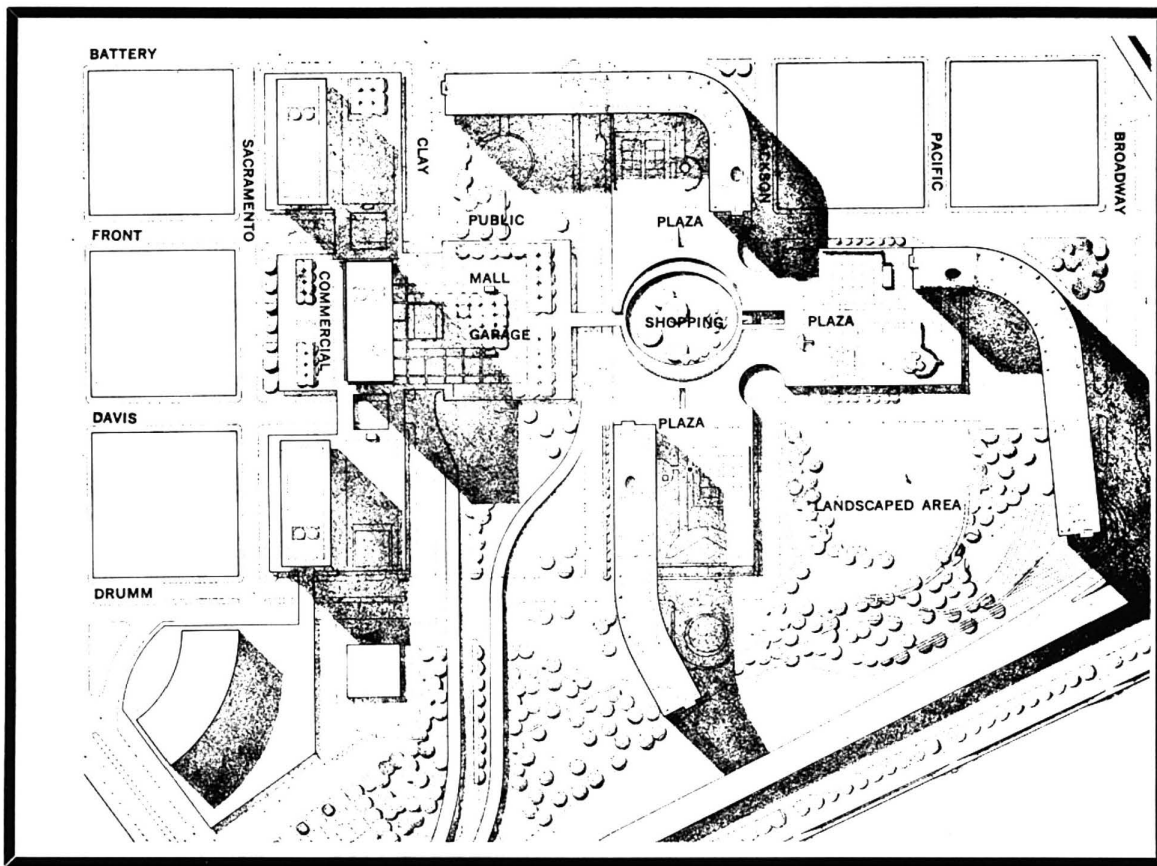 BATTERY
SACRAMENTO
CLAY
JACKSON
PACIFIC
BROADWAY
FRONT
PUBLIC
PLAZA
COMMERCIAL
MALL
GARAGE
SHOPPING
PLAZA
DAVIS
PLAZA
LANDSCAPED AREA
DRUMM